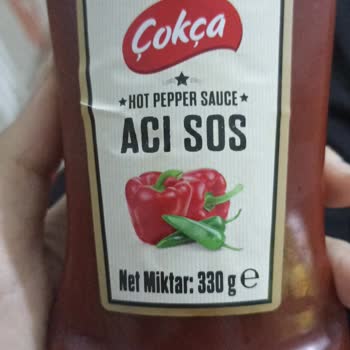 Çokça
HOT PEPPER SAUCE
ACI SOS
Net Miktar: 330 g ℮